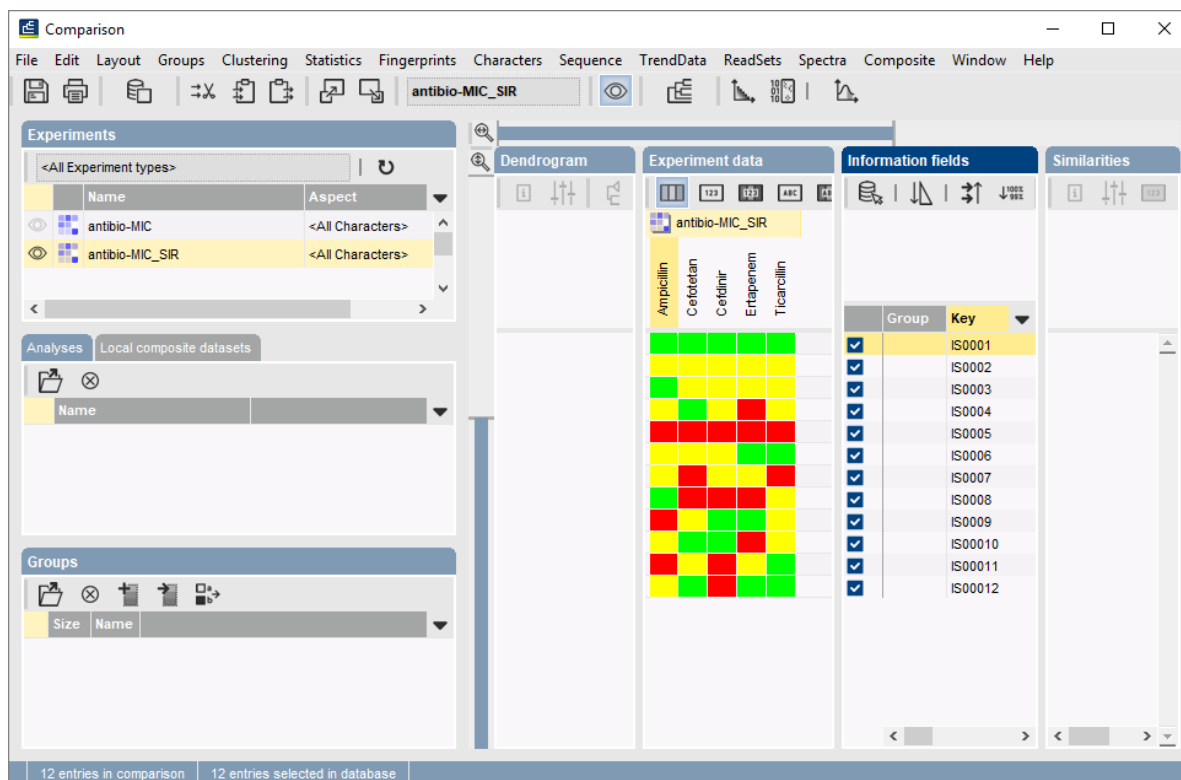 Comparison
File Edit Layout Groups Clustering Statistics Fingerprints Characters Sequence TrendData ReadSets Spectra Composite Window Help
antibio-MIC_SIR
Experiments
<All Experiment types>
Name Aspect
antibio-MIC <All Characters>
antibio-MIC_SIR <All Characters>
Analyses Local composite datasets
Name
Groups
Size Name
Dendrogram
Experiment data
123 123 ABC
antibio-MIC_SIR
Ampicillin
Cefotetan
Cefdinir
Ertapenem
Ticarcillin
Information fields
Group Key
IS0001
IS0002
IS0003
IS0004
IS0005
IS0006
IS0007
IS0008
IS0009
IS00010
IS00011
IS00012
Similarities
123
12 entries in comparison 12 entries selected in database